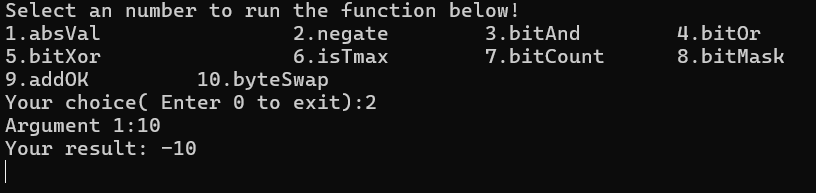 Select an number to run the function below!
1.absVal 2.negate 3.bitAnd 4.bitOr
5.bitXor 6.isTmax 7.bitCount 8.bitMask
9.addOK 10.byteSwap
Your choice( Enter 0 to exit):2
Argument 1:10
Your result: -10